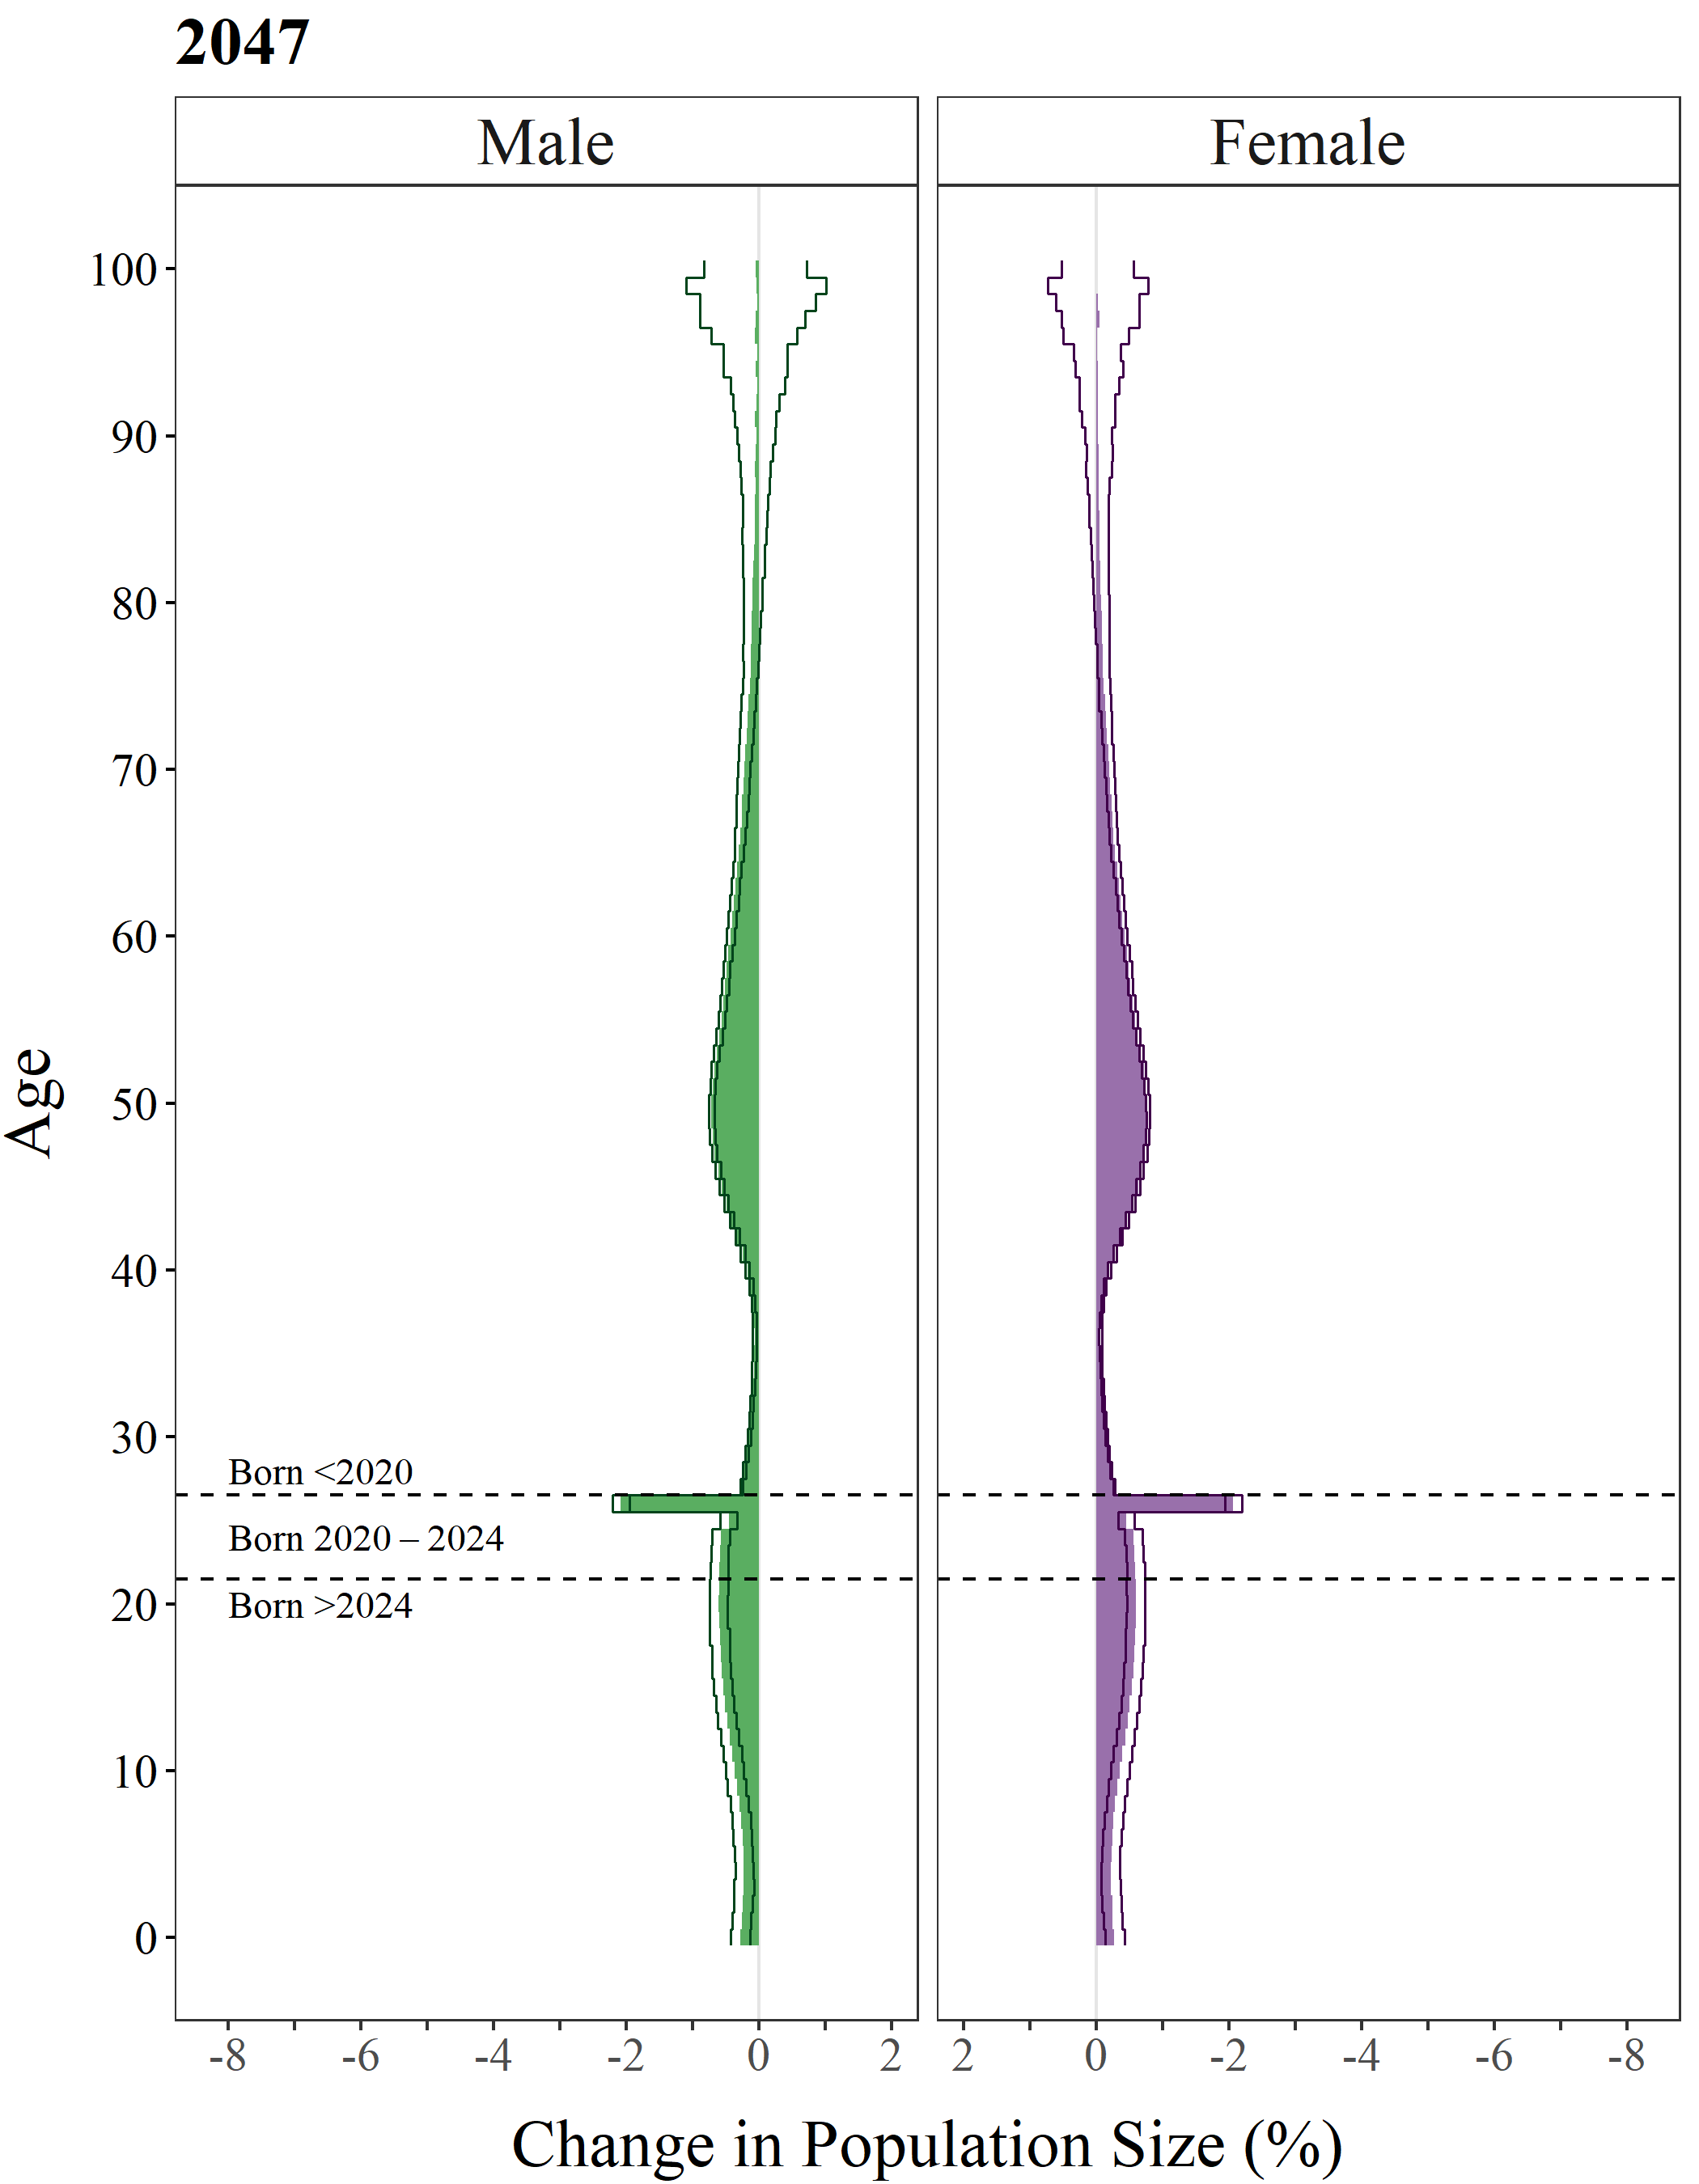 2047
Male
Female
Age
100
90
80
70
60
50
40
30
Born <2020
Born 2020 – 2024
20
Born >2024
10
0
-8 -6 -4 -2 0 2
2 0 -2 -4 -6 -8
Change in Population Size (%)